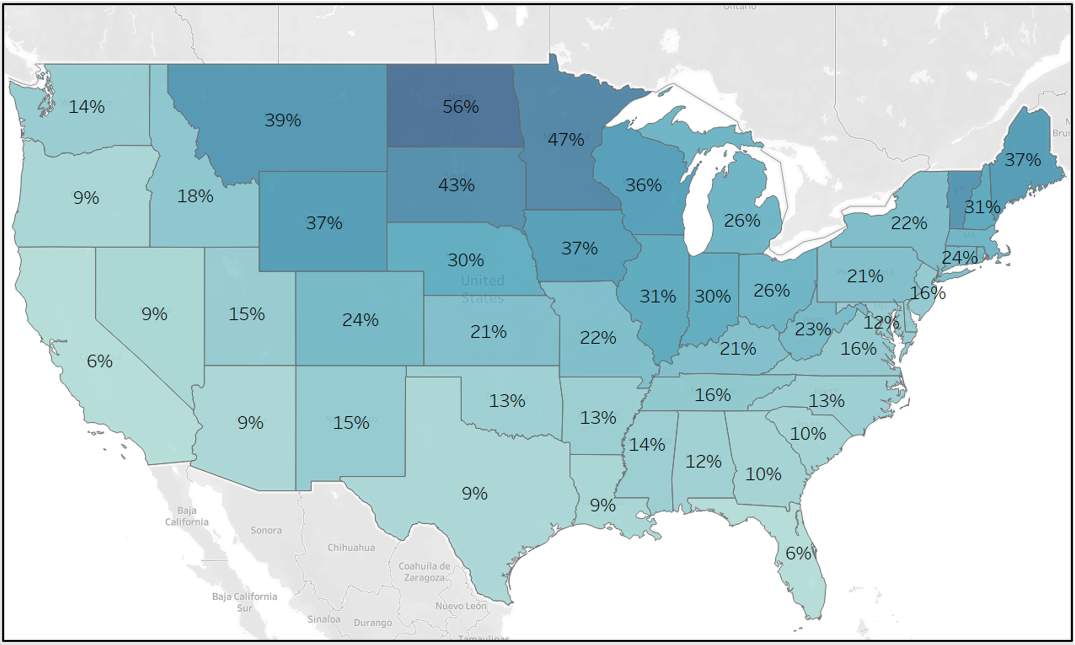 Ontario
14%
39%
56%
47%
37%
9%
18%
37%
43%
36%
26%
22%
31%
30%
United
States
37%
31%
30%
26%
21%
24%
16%
6%
9%
15%
24%
21%
22%
21%
23%
12%
16%
9%
15%
13%
13%
16%
13%
14%
12%
10%
10%
9%
9%
6%
Baja
California
Sonora
Chihuahua
Coahuila de
Zaragoza
Baja California
Sur
Sinaloa
Durango
Nuevo León
Tamaulipas